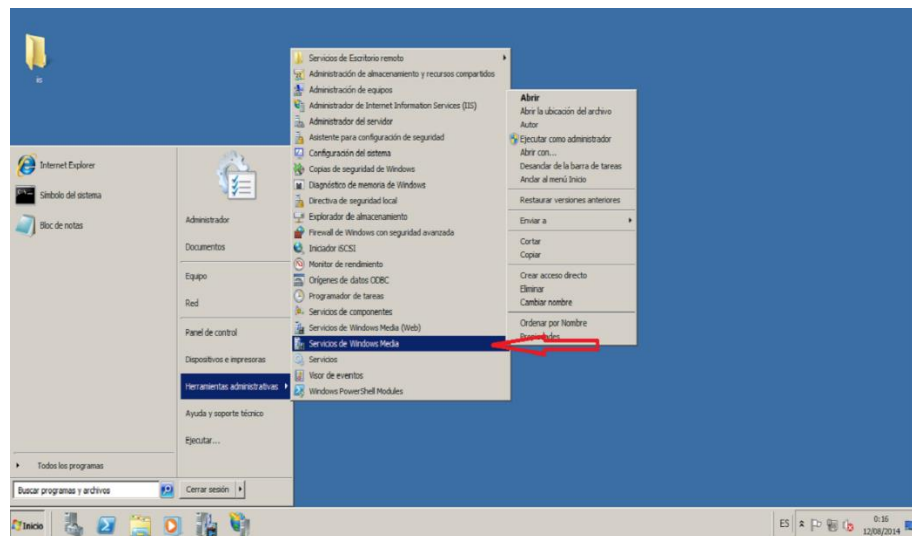 iis
Internet Explorer
Símbolo del sistema
Bloc de notas
Todos los programas
Buscar programas y archivos
Administrador
Documentos
Equipo
Red
Panel de control
Dispositivos e impresoras
Herramientas administrativas
Ayuda y soporte técnico
Ejecutar...
Cerrar sesión
Servicios de Escritorio remoto
Administración de almacenamiento y recursos compartidos
Administración de equipos
Administrador de Internet Information Services (IIS)
Administrador del servidor
Asistente para configuración de seguridad
Configuración del sistema
Copias de seguridad de Windows
Diagnóstico de memoria de Windows
Directiva de seguridad local
Explorador de almacenamiento
Firewall de Windows con seguridad avanzada
Iniciador iSCSI
Monitor de rendimiento
Orígenes de datos ODBC
Programador de tareas
Servicios de componentes
Servicios de Windows Media (Web)
Servicios de Windows Media
Servicios
Visor de eventos
Windows PowerShell Modules
Abrir
Abrir la ubicación del archivo
Autor
Ejecutar como administrador
Abrir con...
Desanclar de la barra de tareas
Anclar al menú Inicio
Restaurar versiones anteriores
Enviar a
Cortar
Copiar
Crear acceso directo
Eliminar
Cambiar nombre
Ordenar por Nombre
Propiedades
Inicio
ES
0:16
12/08/2014